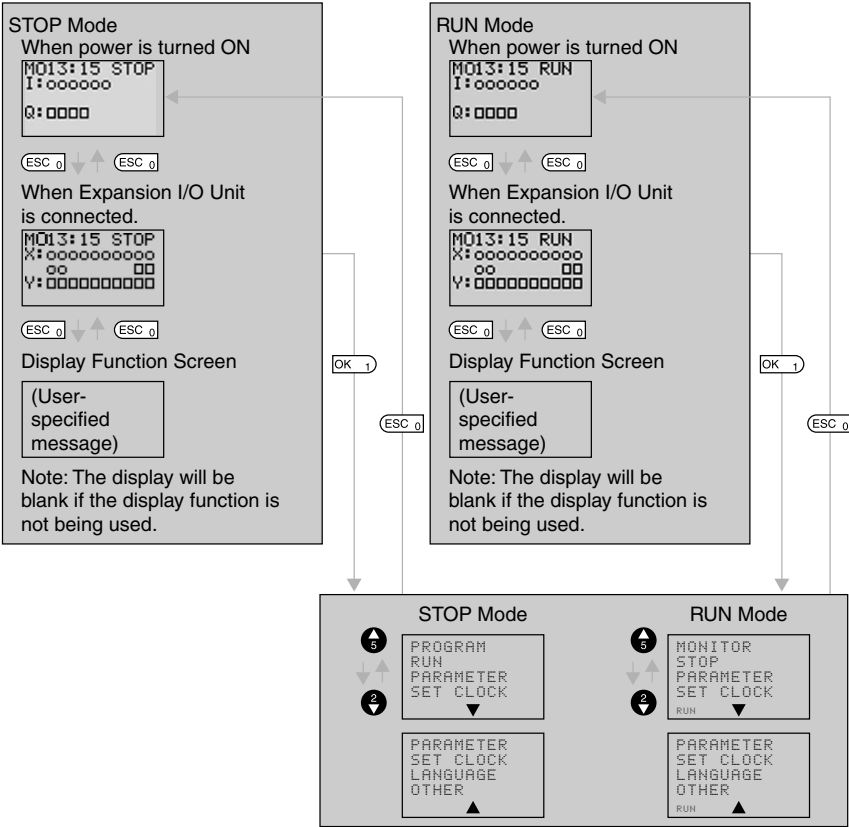 STOP Mode
When power is turned ON
MO13:15 STOP
I:oooooo
Q:□□□□
ESC 0
ESC 0
When Expansion I/O Unit
is connected.
MO13:15 STOP
X:oooooooooo
oo □□
Y:□□□□□□□□□□
ESC 0
ESC 0
Display Function Screen
(User-
specified
message)
Note: The display will be
blank if the display function is
not being used.
OK 1
ESC 0
RUN Mode
When power is turned ON
MO13:15 RUN
I:oooooo
Q:□□□□
ESC 0
ESC 0
When Expansion I/O Unit
is connected.
MO13:15 RUN
X:oooooooooo
oo □□
Y:□□□□□□□□□□
ESC 0
ESC 0
Display Function Screen
(User-
specified
message)
Note: The display will be
blank if the display function is
not being used.
OK 1
ESC 0
STOP Mode
5
2
PROGRAM
RUN
PARAMETER
SET CLOCK
▼
PARAMETER
SET CLOCK
LANGUAGE
OTHER
▲
RUN Mode
5
2
MONITOR
STOP
PARAMETER
SET CLOCK
RUN ▼
PARAMETER
SET CLOCK
LANGUAGE
OTHER
RUN ▲